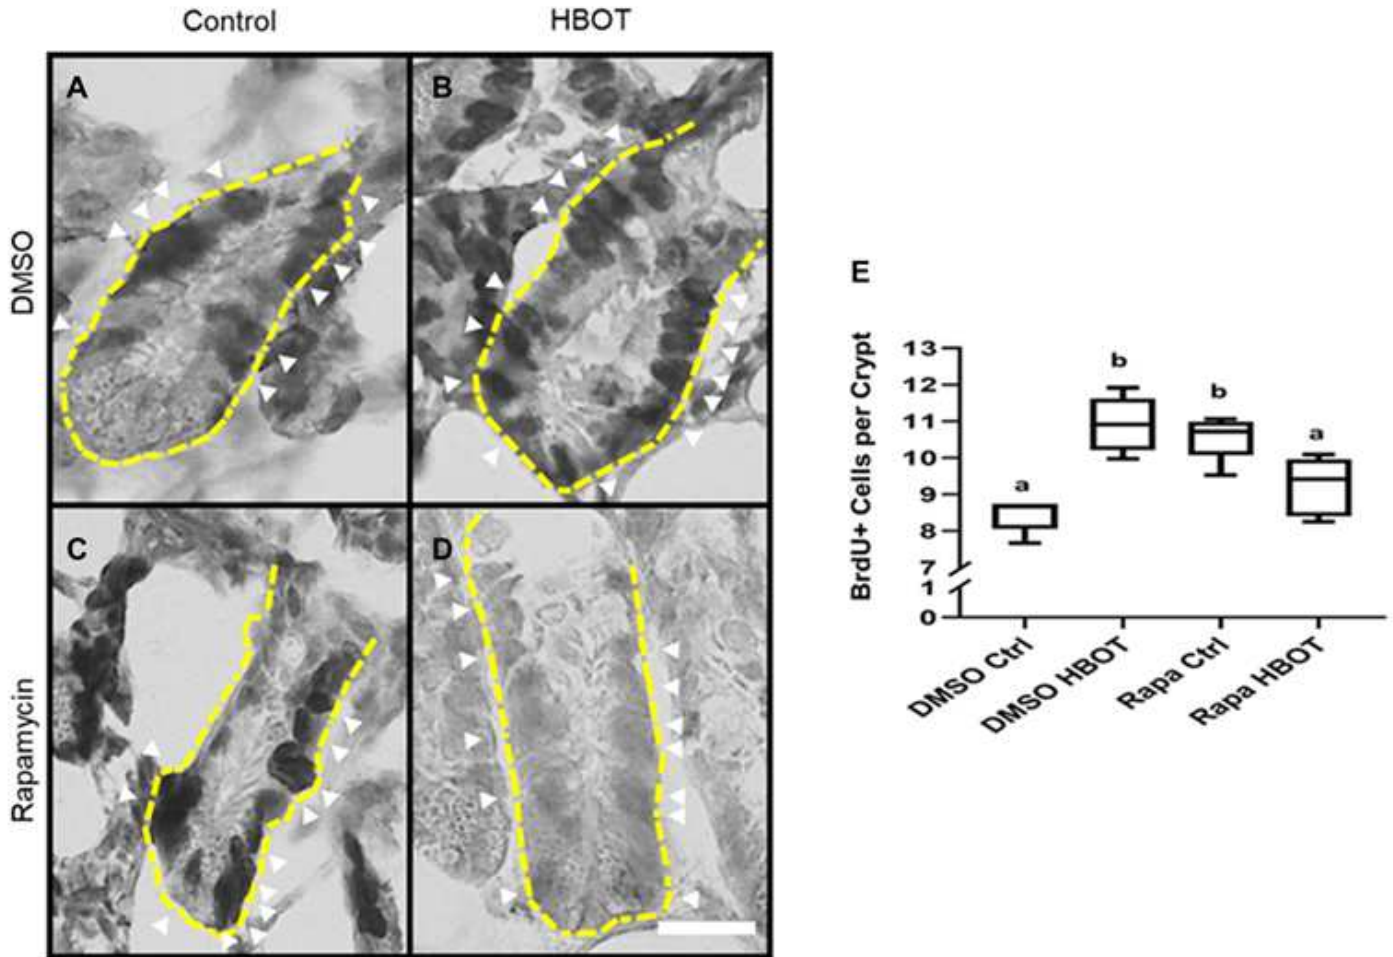 Control
HBOT
DMSO
Rapamycin
A
B
C
D
E
BrdU+ Cells per Crypt
13
12
11
10
9
8
7
1
0
a
b
b
a
DMSO Ctrl
DMSO HBOT
Rapa Ctrl
Rapa HBOT